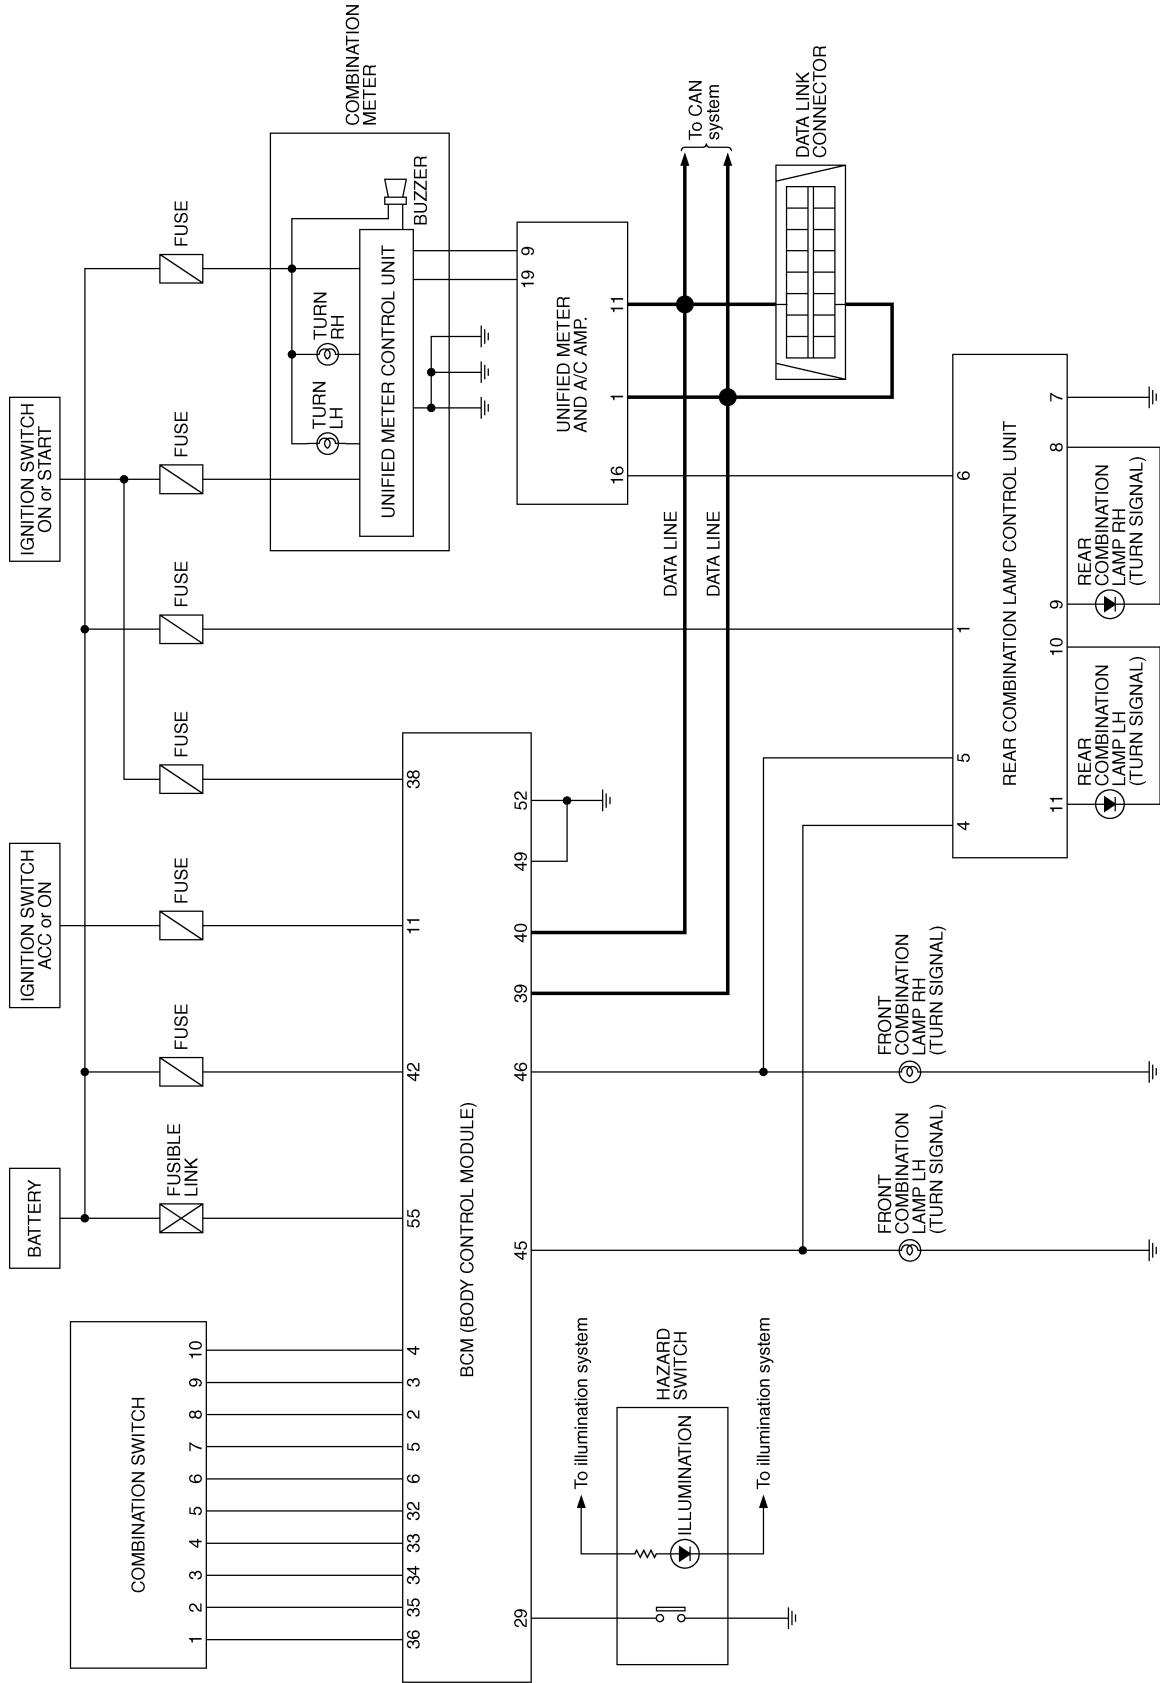 BATTERY
IGNITION SWITCH
ACC or ON
IGNITION SWITCH
ON or START
FUSIBLE
LINK
FUSE
FUSE
FUSE
FUSE
FUSE
FUSE
COMBINATION
METER
TURN
LH
TURN
RH
BUZZER
UNIFIED METER CONTROL UNIT
COMBINATION SWITCH
1
2
3
4
5
6
7
8
9
10
36
35
34
33
32
6
5
2
3
4
55
42
11
38
BCM (BODY CONTROL MODULE)
29
45
46
39
40
49
52
19
9
UNIFIED METER
AND A/C AMP.
16
1
11
DATA LINE
DATA LINE
To CAN
system
DATA LINK
CONNECTOR
To illumination system
HAZARD
SWITCH
ILLUMINATION
To illumination system
FRONT
COMBINATION
LAMP LH
(TURN SIGNAL)
FRONT
COMBINATION
LAMP RH
(TURN SIGNAL)
4
5
1
6
REAR COMBINATION LAMP CONTROL UNIT
11
10
9
8
7
REAR
COMBINATION
LAMP LH
(TURN SIGNAL)
REAR
COMBINATION
LAMP RH
(TURN SIGNAL)